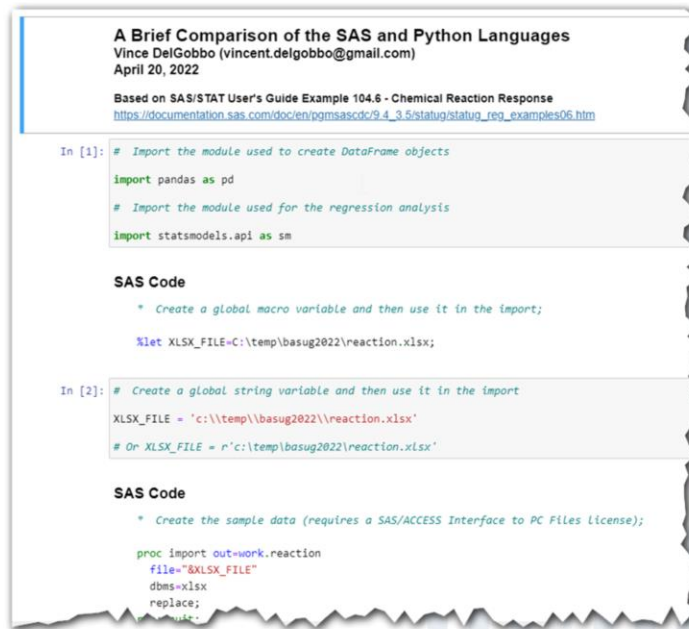 A Brief Comparison of the SAS and Python Languages
Vince DelGobbo (vincent.delgobbo@gmail.com)
April 20, 2022
Based on SAS/STAT User's Guide Example 104.6 - Chemical Reaction Response
https://documentation.sas.com/doc/en/pgmsascdc/9.4_3.5/statug/statug_reg_examples06.htm
In [1]: # Import the module used to create DataFrame objects
import pandas as pd
# Import the module used for the regression analysis
import statsmodels.api as sm
SAS Code
* Create a global macro variable and then use it in the import;
%let XLSX_FILE=C:\temp\basug2022\reaction.xlsx;
In [2]: # Create a global string variable and then use it in the import
XLSX_FILE = 'c:\\temp\\basug2022\\reaction.xlsx'
# Or XLSX_FILE = r'c:\temp\basug2022\reaction.xlsx'
SAS Code
* Create the sample data (requires a SAS/ACCESS Interface to PC Files license);
proc import out=work.reaction
file="&XLSX_FILE"
dbms=xlsx
replace;